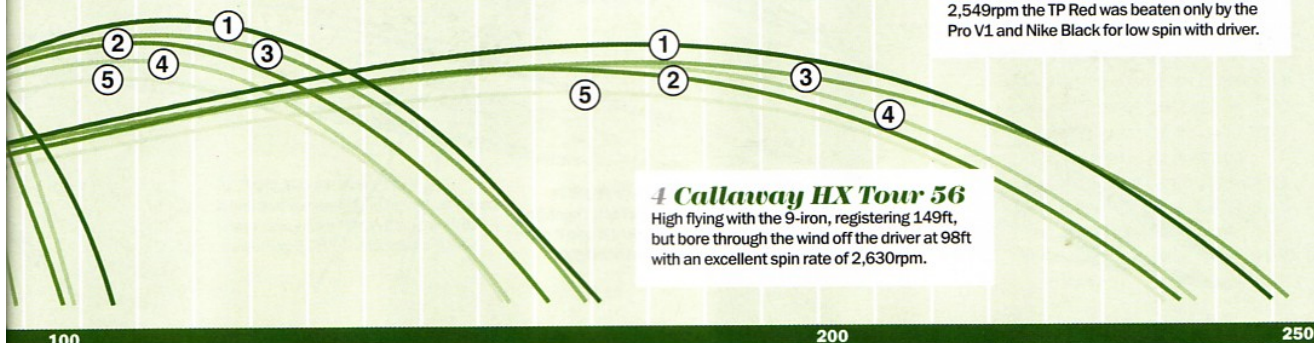 2,549rpm the TP Red was beaten only by the
Pro V1 and Nike Black for low spin with driver.
1
2
3
4
5
1
2
3
4
5
4 Callaway HX Tour 56
High flying with the 9-iron, registering 149ft,
but bore through the wind off the driver at 98ft
with an excellent spin rate of 2,630rpm.
100
200
250